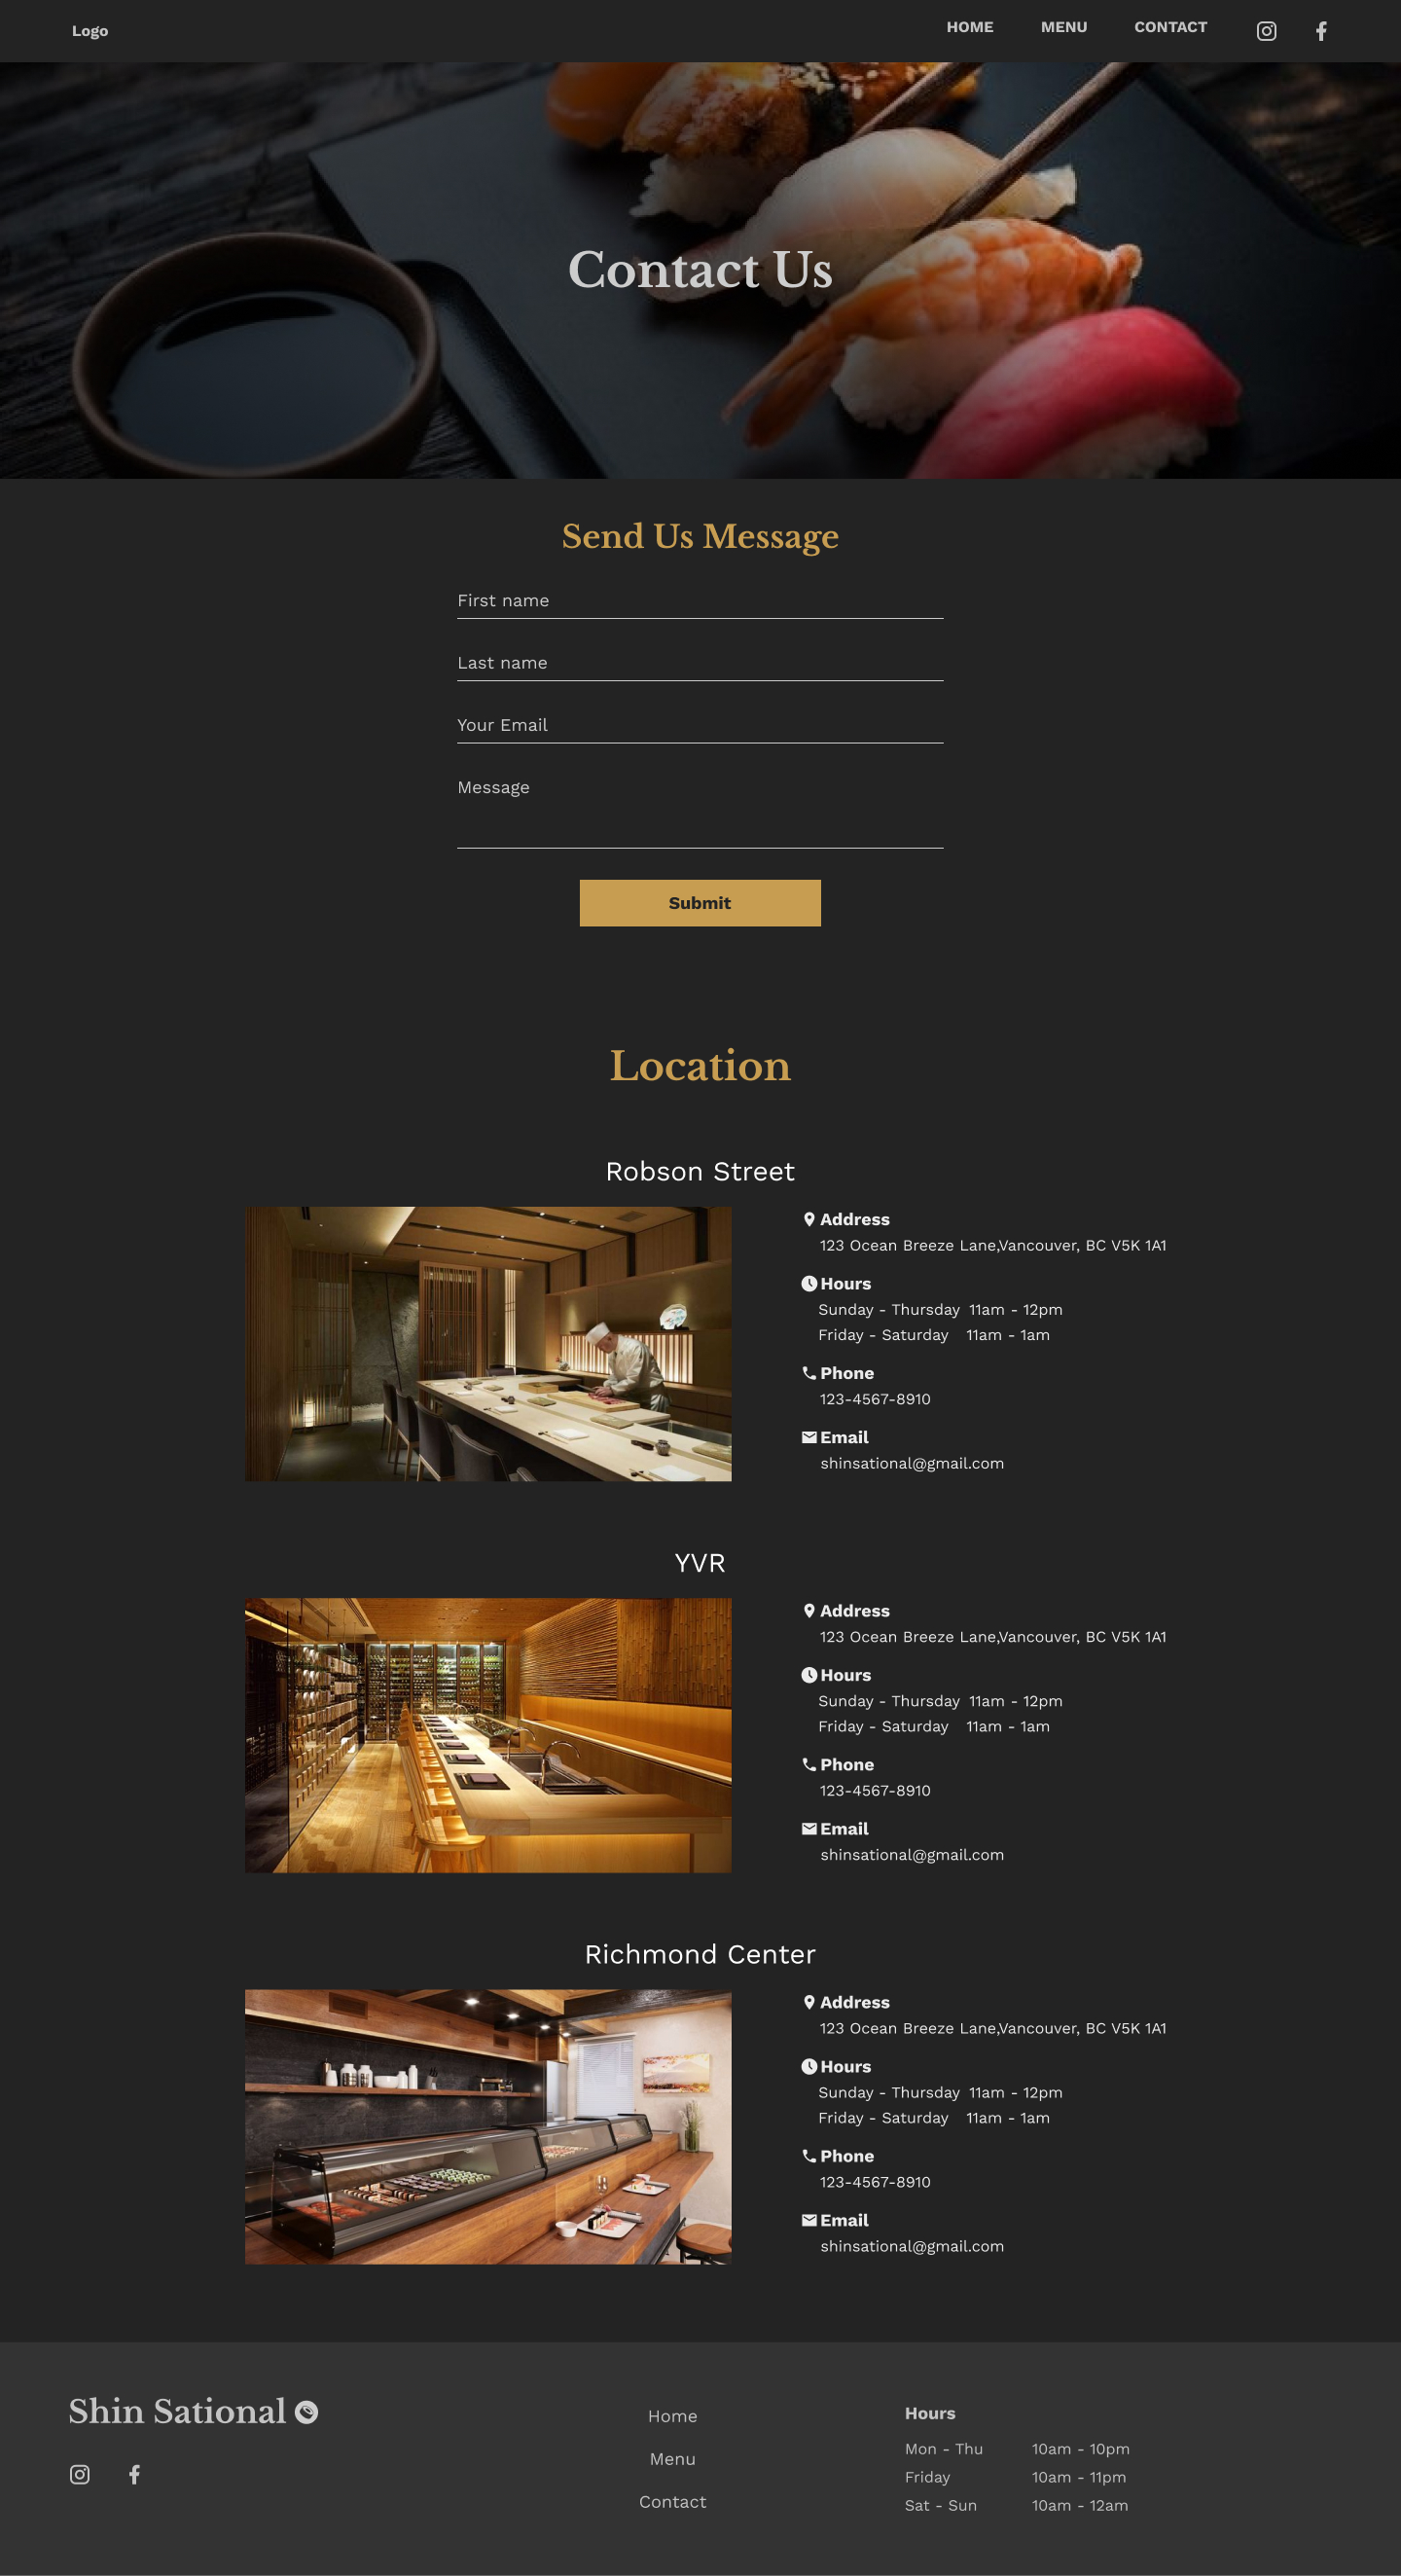 Logo
HOME MENU CONTACT
Contact Us
Send Us Message
First name
Last name
Your Email
Message
Submit
Location
Robson Street
Address
123 Ocean Breeze Lane,Vancouver, BC V5K 1A1
Hours
Sunday - Thursday 11am - 12pm
Friday - Saturday 11am - 1am
Phone
123-4567-8910
Email
shinsational@gmail.com
YVR
Address
123 Ocean Breeze Lane,Vancouver, BC V5K 1A1
Hours
Sunday - Thursday 11am - 12pm
Friday - Saturday 11am - 1am
Phone
123-4567-8910
Email
shinsational@gmail.com
Richmond Center
Address
123 Ocean Breeze Lane,Vancouver, BC V5K 1A1
Hours
Sunday - Thursday 11am - 12pm
Friday - Saturday 11am - 1am
Phone
123-4567-8910
Email
shinsational@gmail.com
Shin Sational
Home
Menu
Contact
Hours
Mon - Thu 10am - 10pm
Friday 10am - 11pm
Sat - Sun 10am - 12am